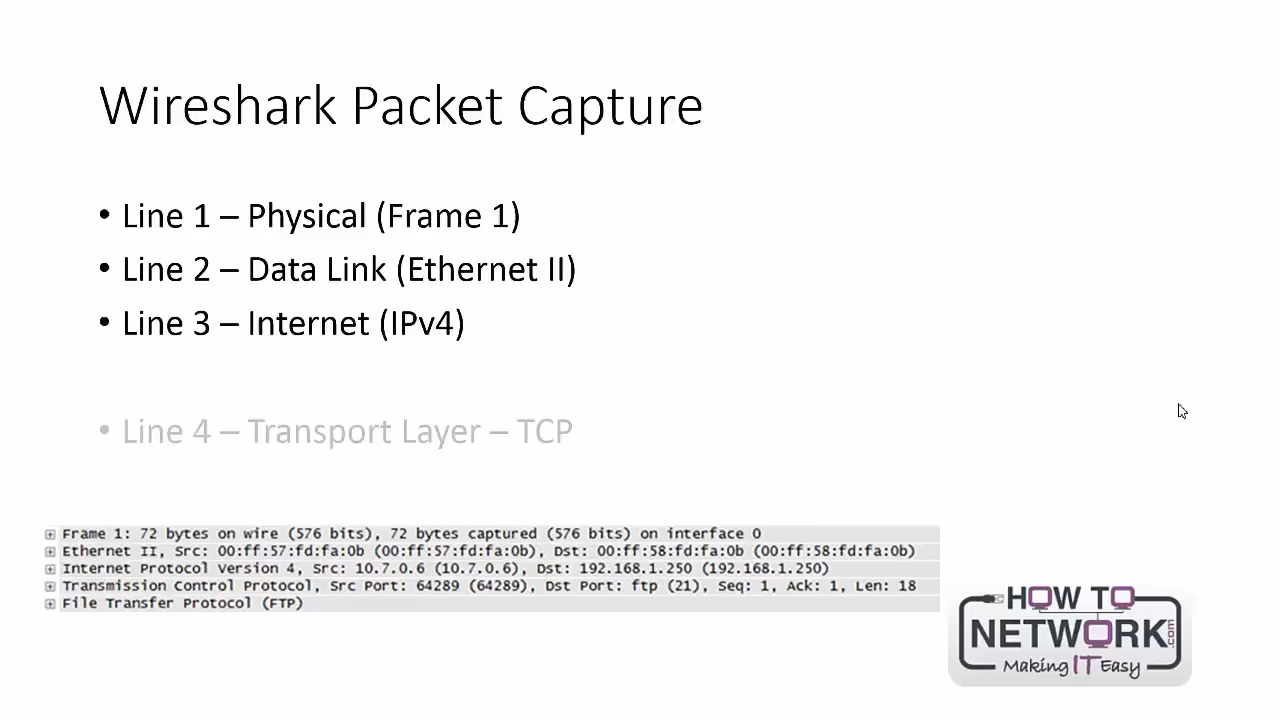 Wireshark Packet Capture
• Line 1 – Physical (Frame 1)
• Line 2 – Data Link (Ethernet II)
• Line 3 – Internet (IPv4)
• Line 4 – Transport Layer – TCP
Frame 1: 72 bytes on wire (576 bits), 72 bytes captured (576 bits) on interface 0
Ethernet II, Src: 00:ff:57:fd:fa:0b (00:ff:57:fd:fa:0b), Dst: 00:ff:58:fd:fa:0b (00:ff:58:fd:fa:0b)
Internet Protocol Version 4, Src: 10.7.0.6 (10.7.0.6), Dst: 192.168.1.250 (192.168.1.250)
Transmission Control Protocol, Src Port: 64289 (64289), Dst Port: ftp (21), Seq: 1, Ack: 1, Len: 18
File Transfer Protocol (FTP)
HOW TO
NETWORK.com
Making IT Easy